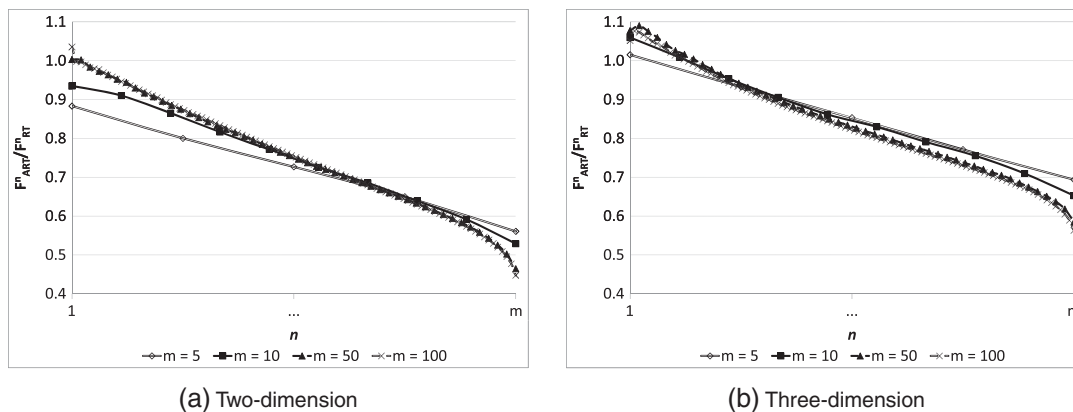 1.1
1.0
0.9
0.8
0.7
0.6
0.5
0.4
F^n_ART/F^n_RT
1 ... m
n
m = 5 m = 10 m = 50 m = 100
(a) Two-dimension
1.1
1.0
0.9
0.8
0.7
0.6
0.5
0.4
F^n_ART/F^n_RT
1 ...
n
m = 5 m = 10 m = 50 m = 100
(b) Three-dimension